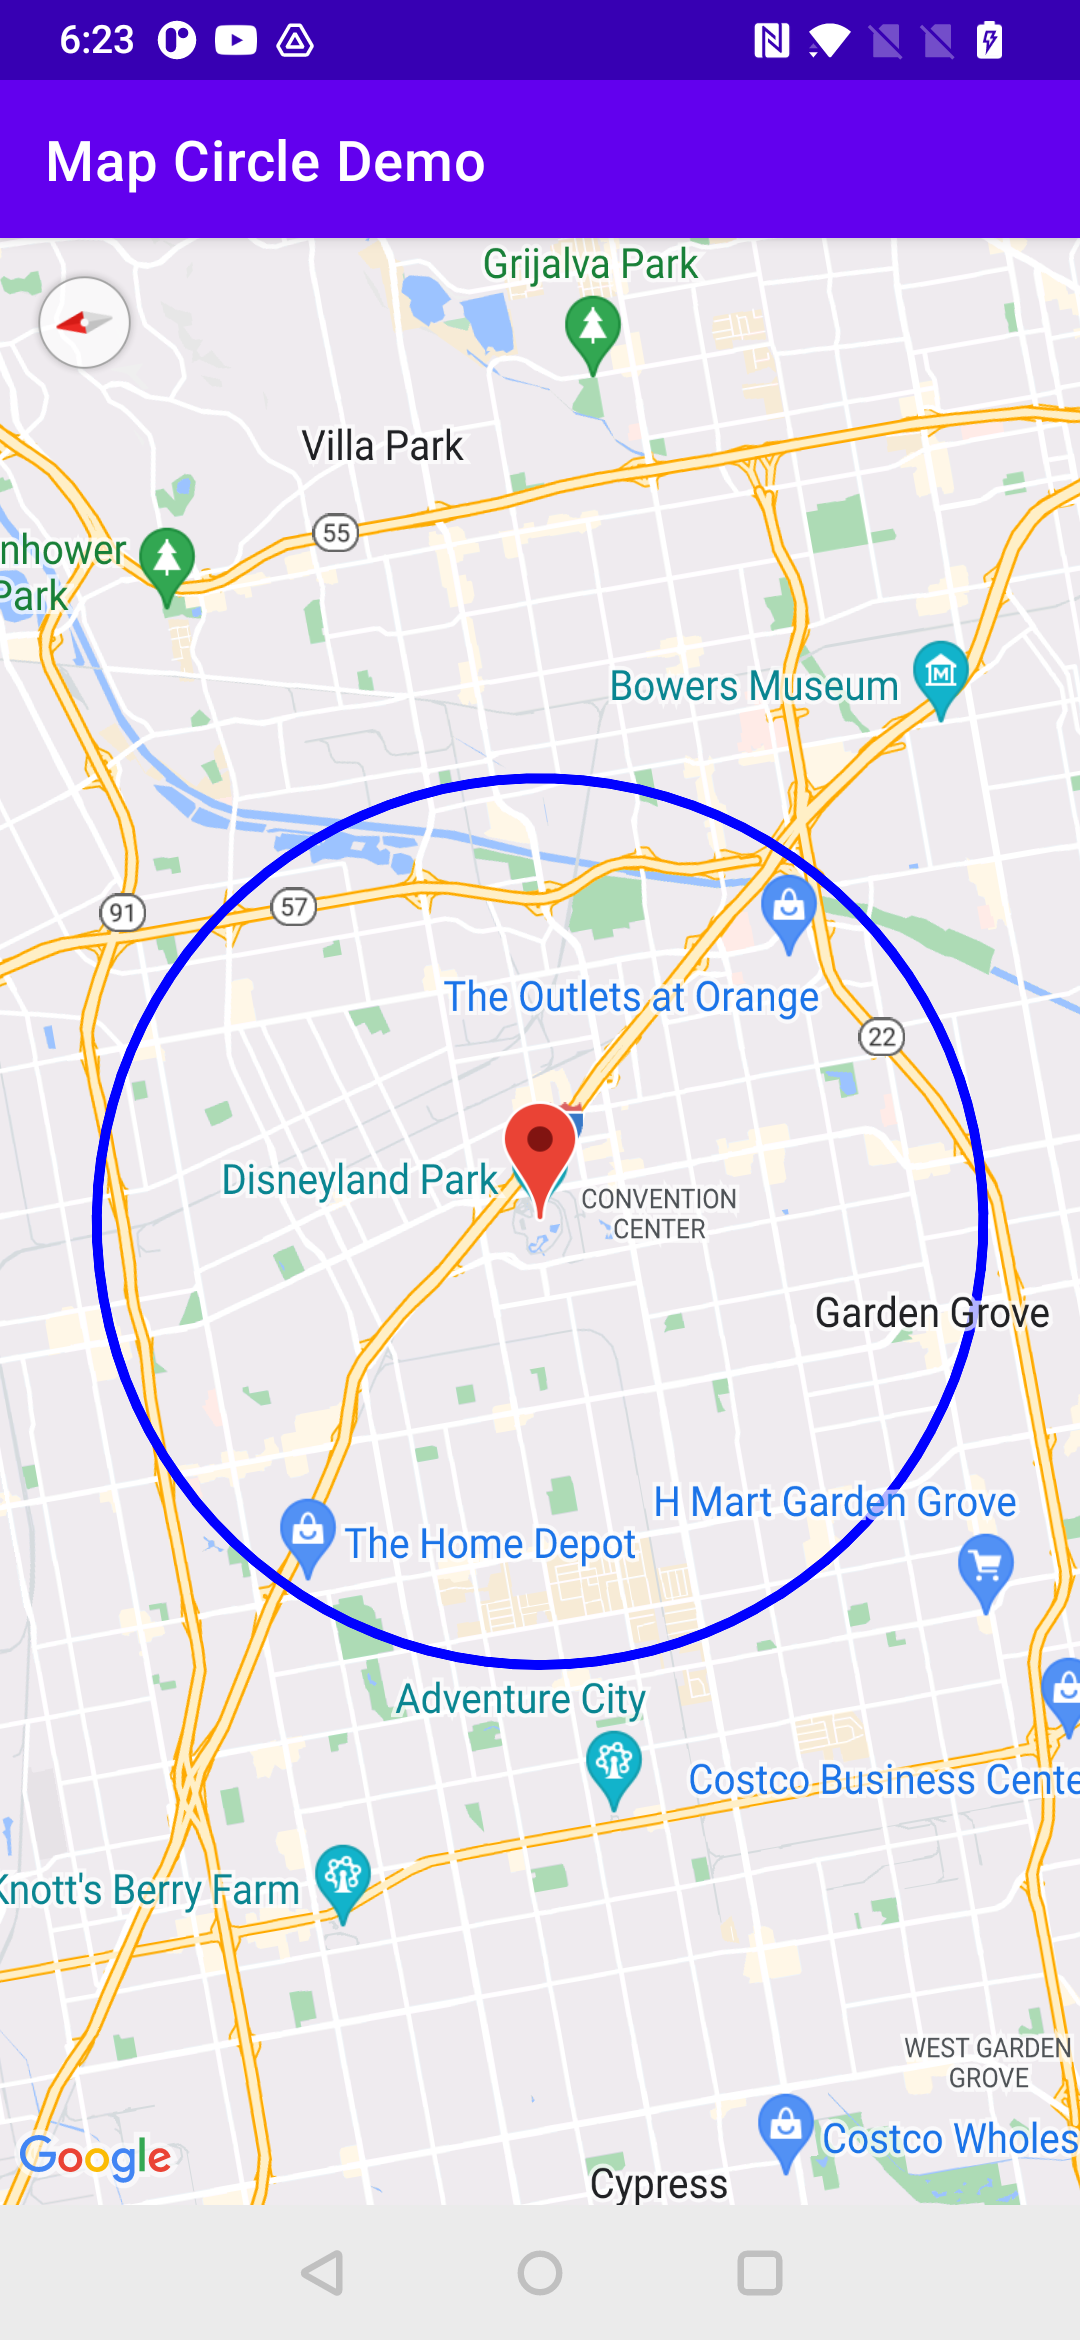 6:23
Map Circle Demo
Grijalva Park
Villa Park
55
nhower
Park
Bowers Museum
91
57
The Outlets at Orange
22
Disneyland Park
CONVENTION
CENTER
Garden Grove
H Mart Garden Grove
The Home Depot
Adventure City
Costco Business Cente
Knott's Berry Farm
WEST GARDEN
GROVE
Costco Wholes
Google
Cypress